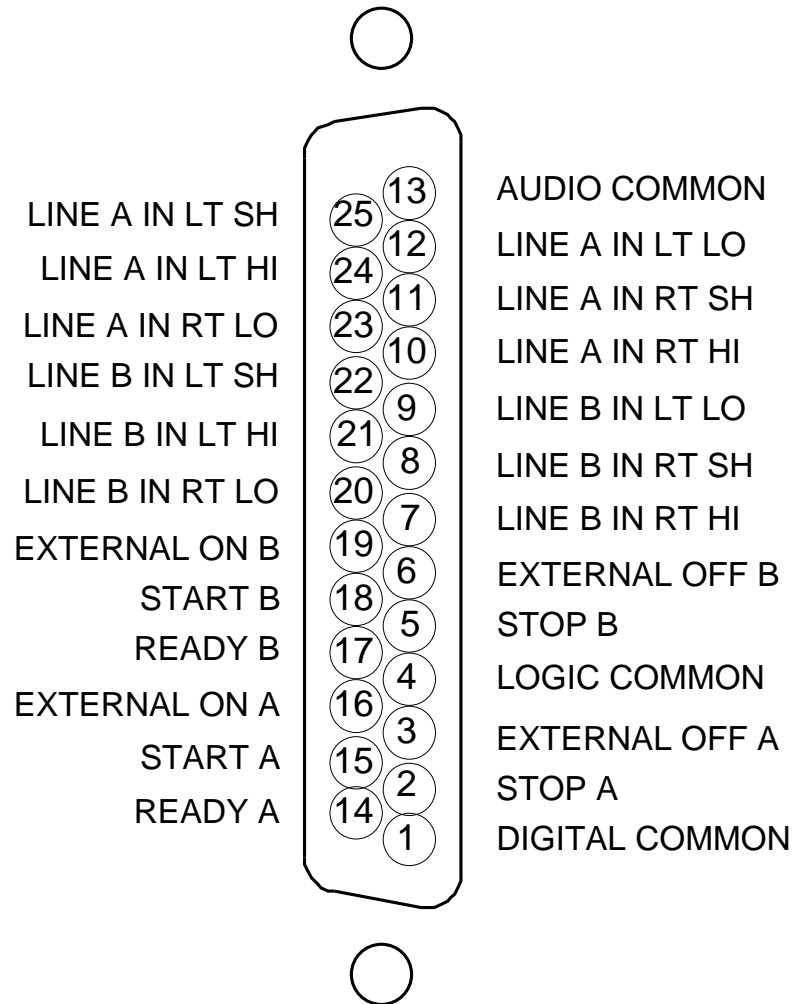 13 AUDIO COMMON
LINE A IN LT SH 25
12 LINE A IN LT LO
LINE A IN LT HI 24
11 LINE A IN RT SH
LINE A IN RT LO 23
10 LINE A IN RT HI
LINE B IN LT SH 22
9 LINE B IN LT LO
LINE B IN LT HI 21
8 LINE B IN RT SH
LINE B IN RT LO 20
7 LINE B IN RT HI
EXTERNAL ON B 19
6 EXTERNAL OFF B
START B 18
5 STOP B
READY B 17
4 LOGIC COMMON
EXTERNAL ON A 16
3 EXTERNAL OFF A
START A 15
2 STOP A
READY A 14
1 DIGITAL COMMON